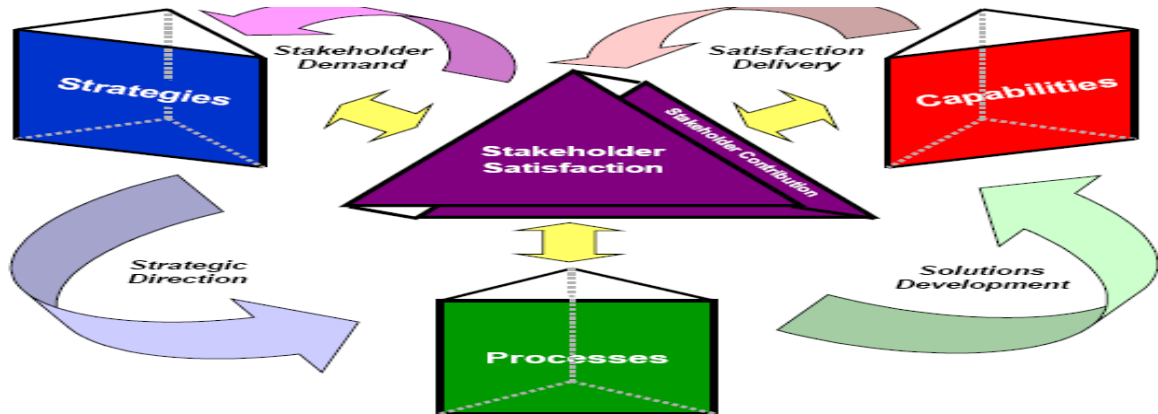 Stakeholder
Demand
Satisfaction
Delivery
Strategies
Capabilities
Stakeholder
Satisfaction
Stakeholder Contribution
Strategic
Direction
Solutions
Development
Processes